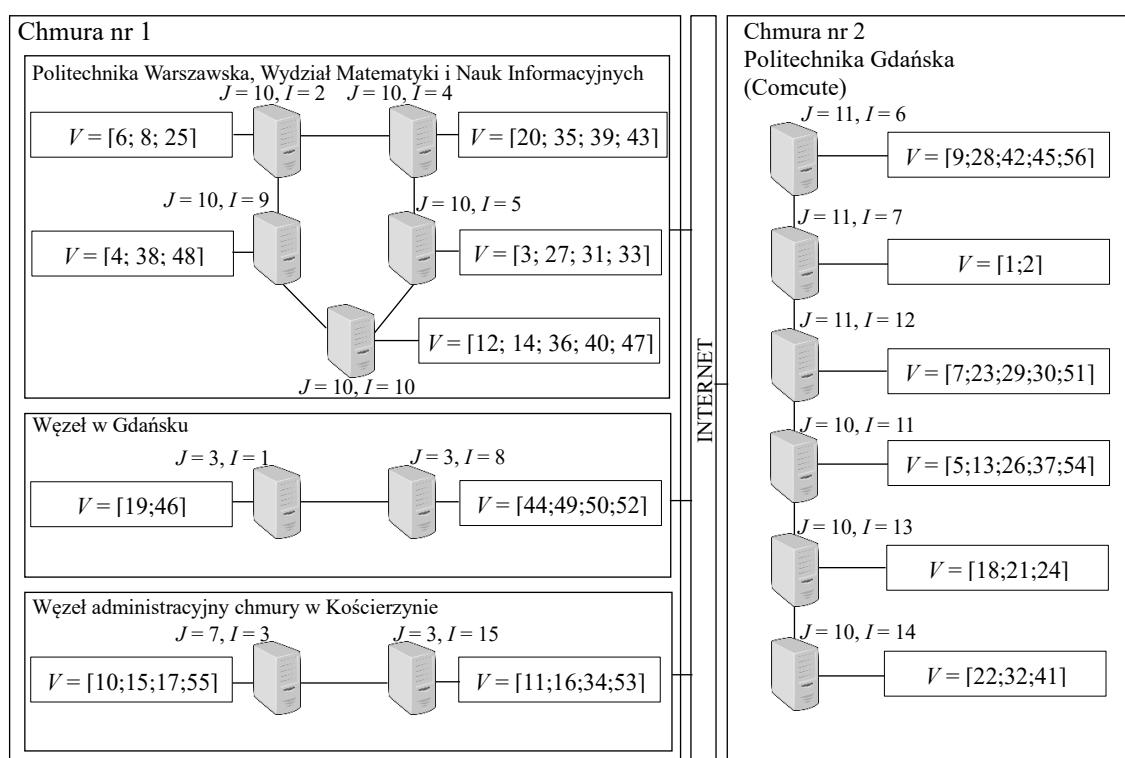 Chmura nr 1
Politechnika Warszawska, Wydział Matematyki i Nauk Informacyjnych
J = 10, I = 2
J = 10, I = 4
V = ⌈6; 8; 25⌉
V = ⌈20; 35; 39; 43⌉
J = 10, I = 9
J = 10, I = 5
V = ⌈4; 38; 48⌉
V = ⌈3; 27; 31; 33⌉
V = ⌈12; 14; 36; 40; 47⌉
J = 10, I = 10
Węzeł w Gdańsku
J = 3, I = 1
J = 3, I = 8
V = ⌈19;46⌉
V = ⌈44;49;50;52⌉
Węzeł administracyjny chmury w Kościerzynie
J = 7, I = 3
J = 3, I = 15
V = ⌈10;15;17;55⌉
V = ⌈11;16;34;53⌉
INTERNET
Chmura nr 2
Politechnika Gdańska
(Comcute)
J = 11, I = 6
V = ⌈9;28;42;45;56⌉
J = 11, I = 7
V = ⌈1;2⌉
J = 11, I = 12
V = ⌈7;23;29;30;51⌉
J = 10, I = 11
V = ⌈5;13;26;37;54⌉
J = 10, I = 13
V = ⌈18;21;24⌉
J = 10, I = 14
V = ⌈22;32;41⌉